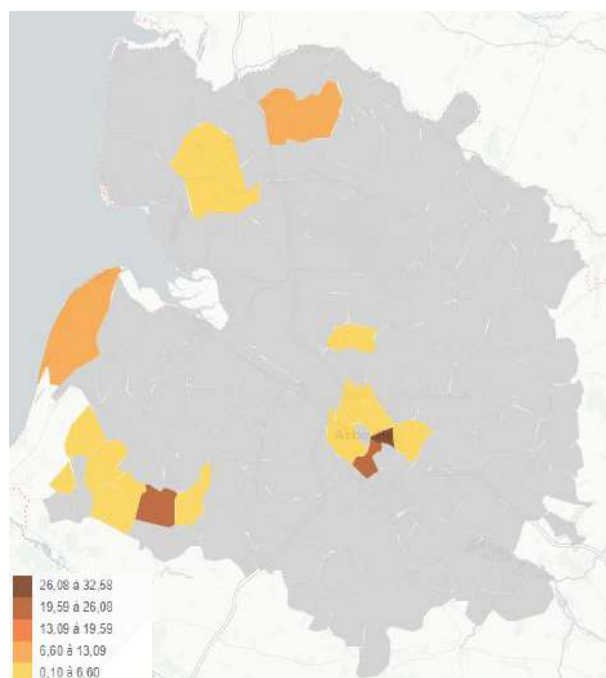 26,08 à 32,58
19,59 à 26,08
13,09 à 19,59
6,60 à 13,09
0,10 à 6,60